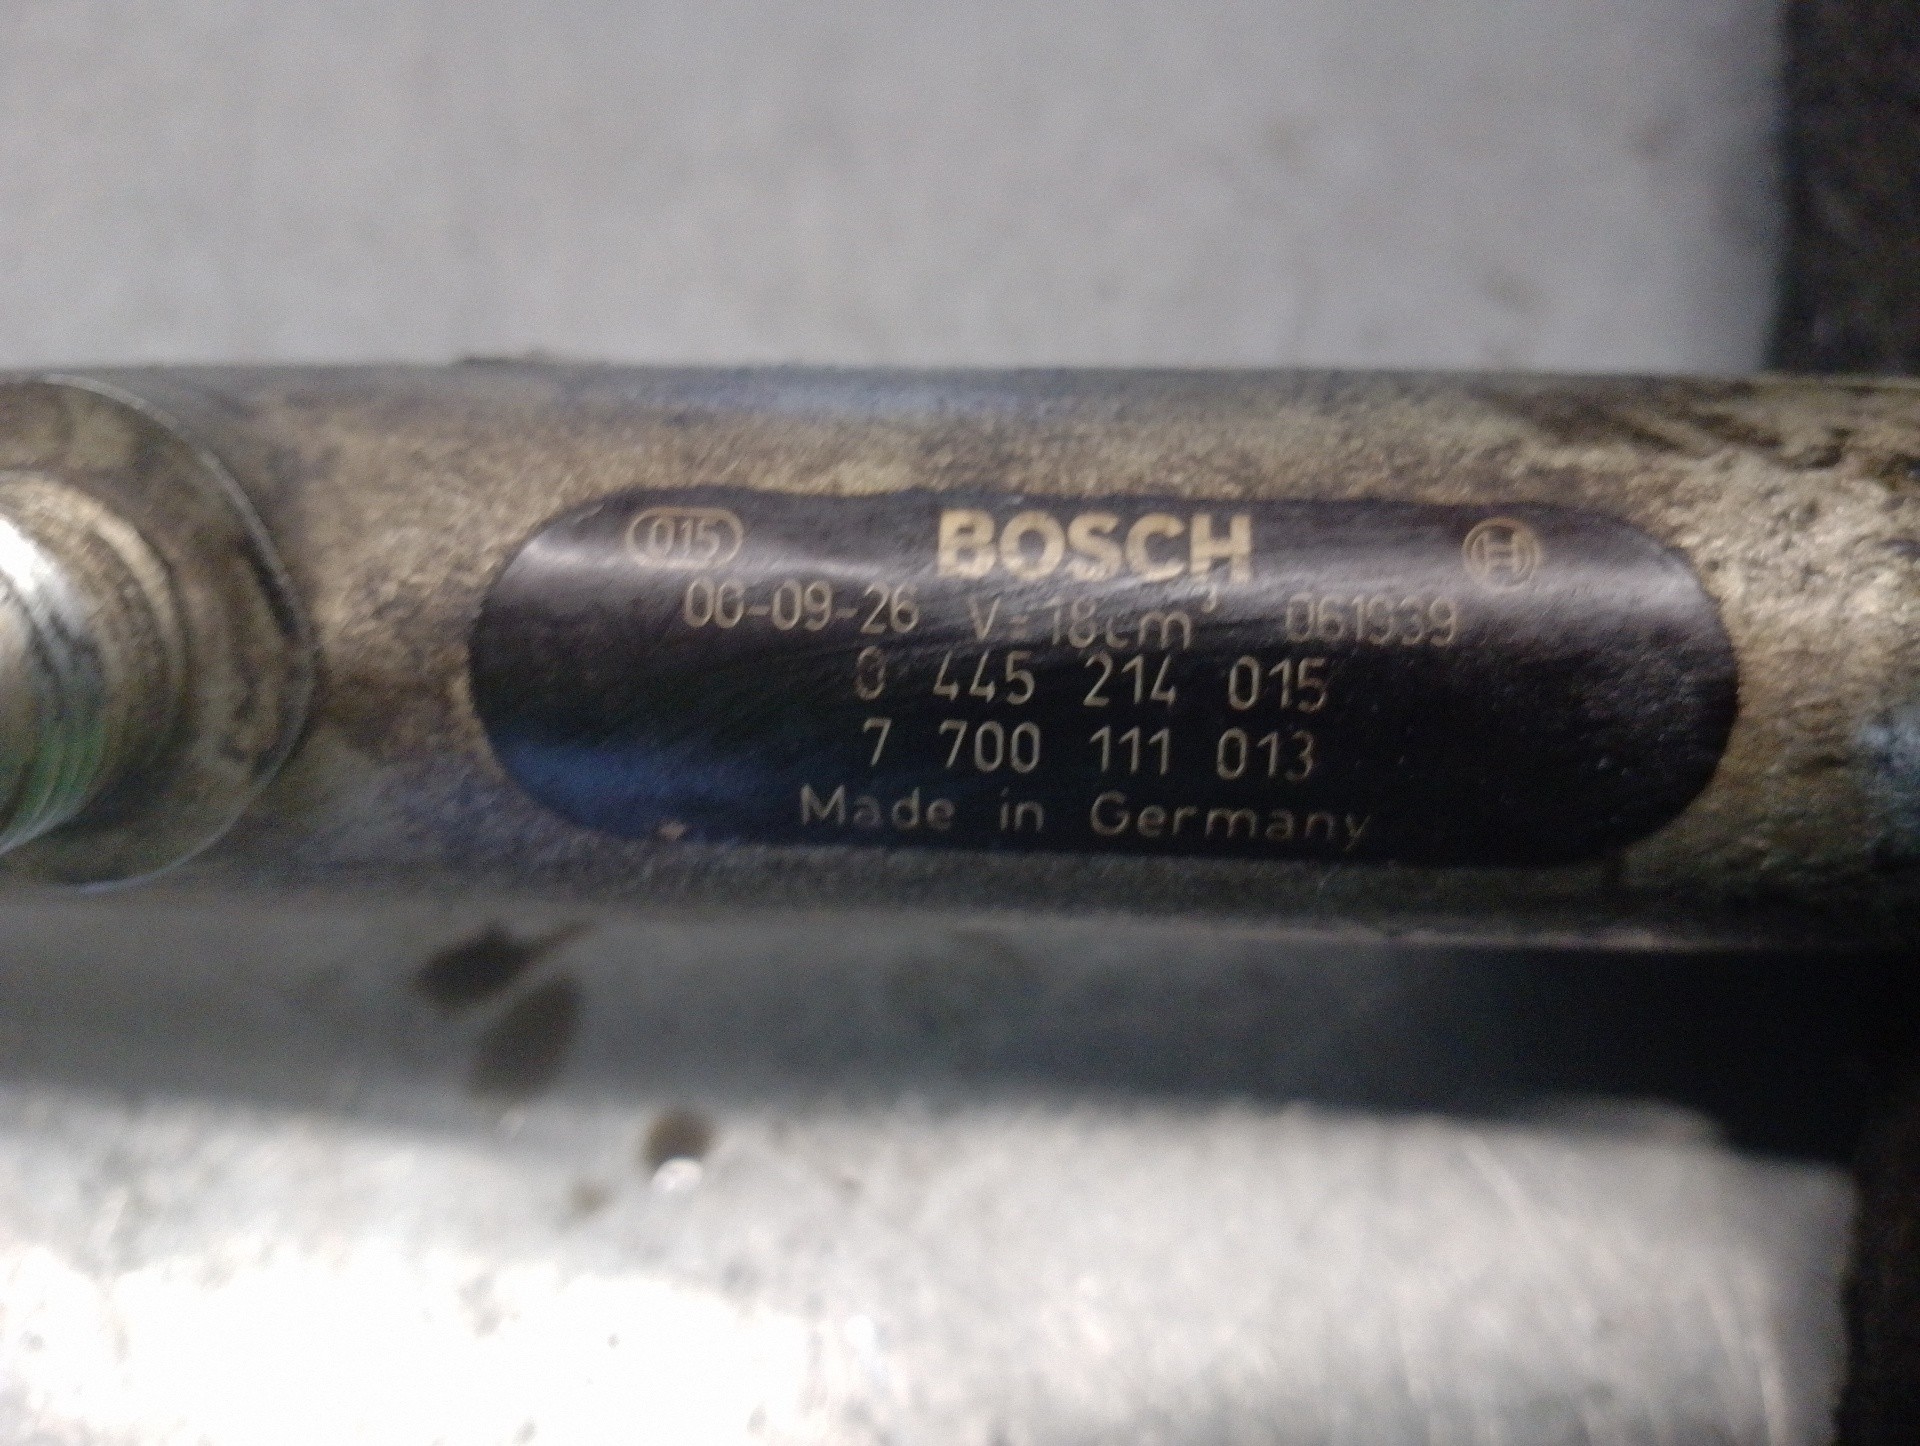 015 BOSCH
00-09-26 V=18cm³ 061939
0 445 214 015
7 700 111 013
Made in Germany